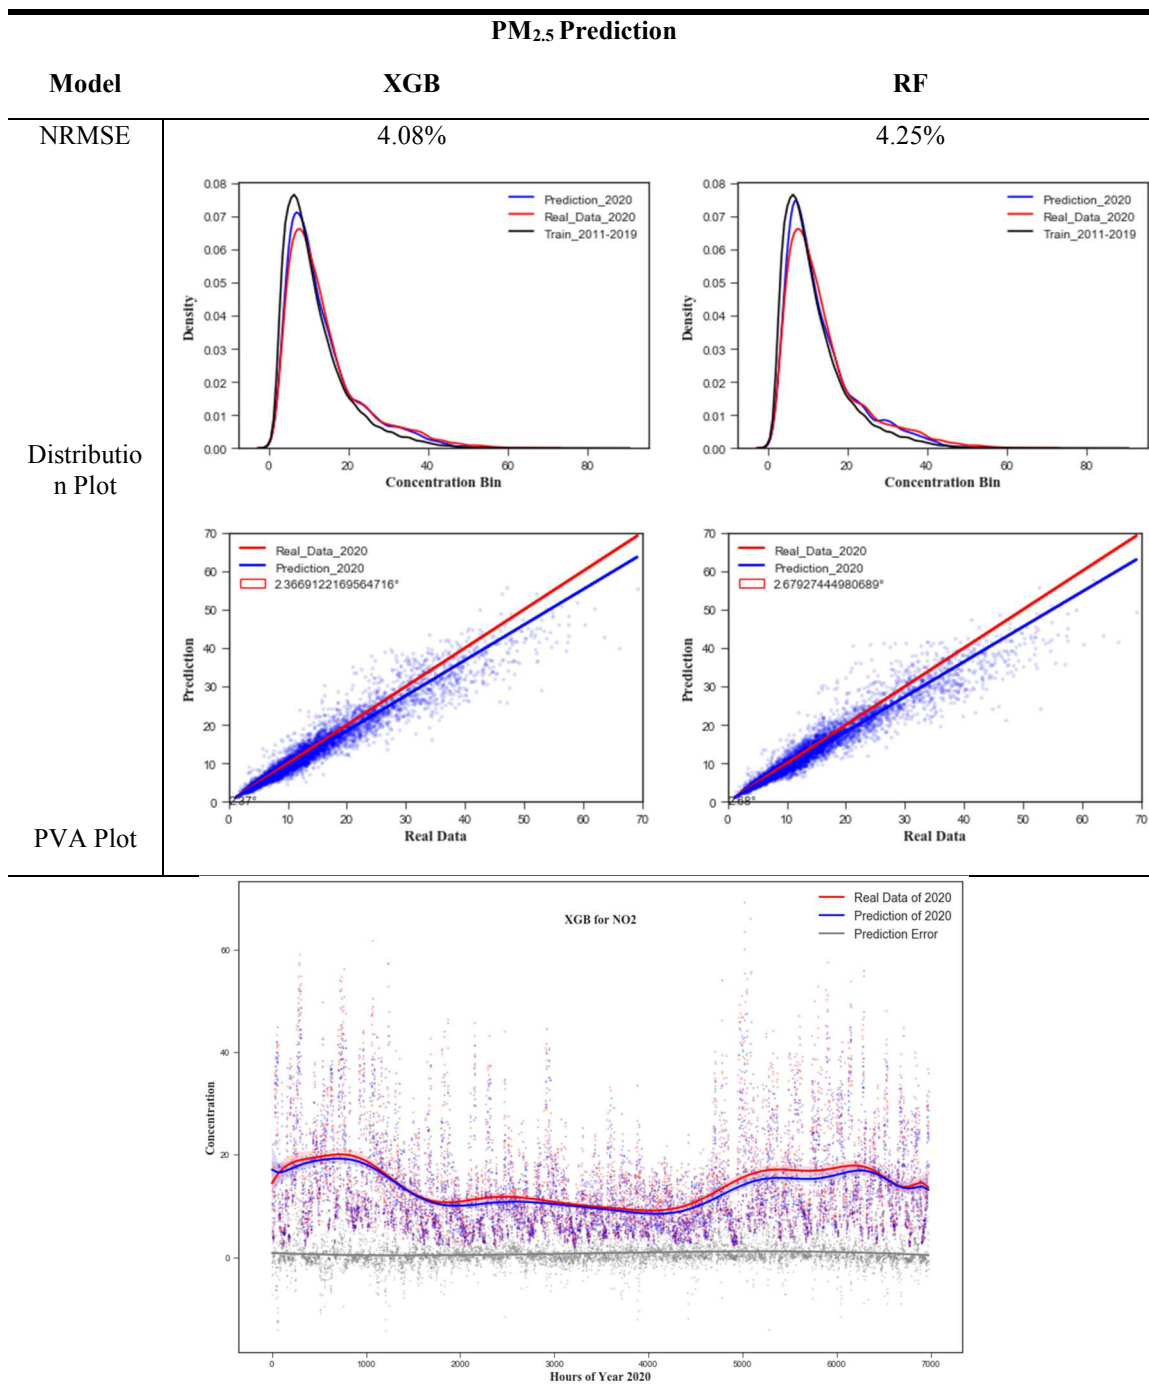 PM2.5 Prediction
Model XGB RF
NRMSE 4.08% 4.25%
Distributio
n Plot
0.08
0.07
0.06
0.05
0.04
0.03
0.02
0.01
0.00
Density
Prediction_2020
Real_Data_2020
Train_2011-2019
0 20 40 60 80
Concentration Bin
0.08
0.07
0.06
0.05
0.04
0.03
0.02
0.01
0.00
Density
Prediction_2020
Real_Data_2020
Train_2011-2019
0 20 40 60 80
Concentration Bin
PVA Plot
70
60
50
40
30
20
10
0
Prediction
Real_Data_2020
Prediction_2020
2.3669122169564716°
2.37°
0 10 20 30 40 50 60 70
Real Data
70
60
50
40
30
20
10
0
Prediction
Real_Data_2020
Prediction_2020
2.67927444980689°
2.68°
0 10 20 30 40 50 60 70
Real Data
XGB for NO2
Real Data of 2020
Prediction of 2020
Prediction Error
60
40
20
0
Concentration
0 1000 2000 3000 4000 5000 6000 7000
Hours of Year 2020